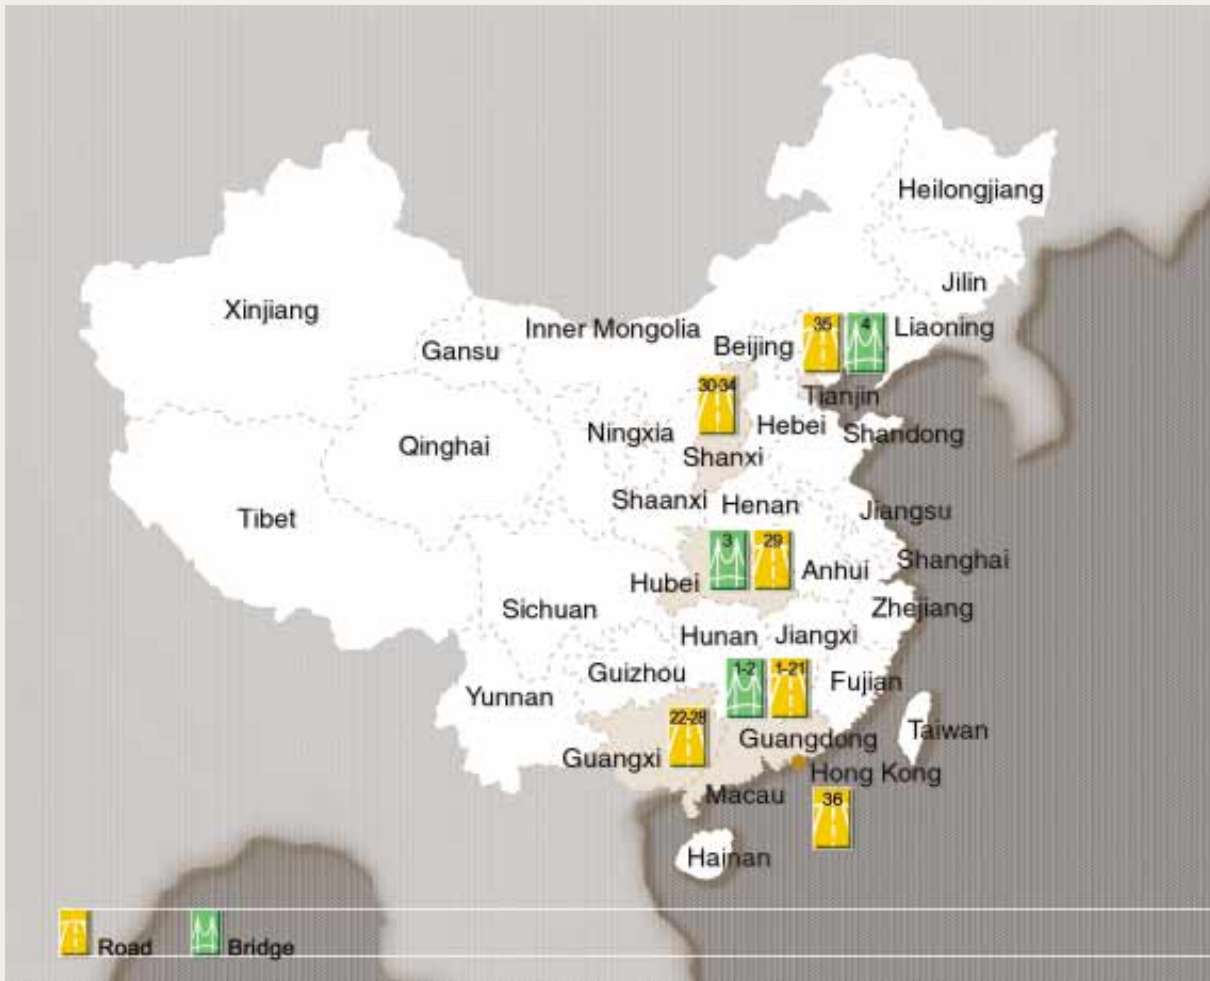 Heilongjiang
Jilin
Xinjiang
Inner Mongolia
35
4
Liaoning
Beijing
Gansu
30-34
Tianjin
Ningxia
Hebei
Shandong
Qinghai
Shanxi
Shaanxi
Henan
Jiangsu
Tibet
3
29
Shanghai
Anhui
Hubei
Sichuan
Zhejiang
Hunan
Jiangxi
Guizhou
1-2
1-21
Fujian
Yunnan
22-28
Taiwan
Guangdong
Guangxi
Hong Kong
Macau
36
Hainan
Road
Bridge